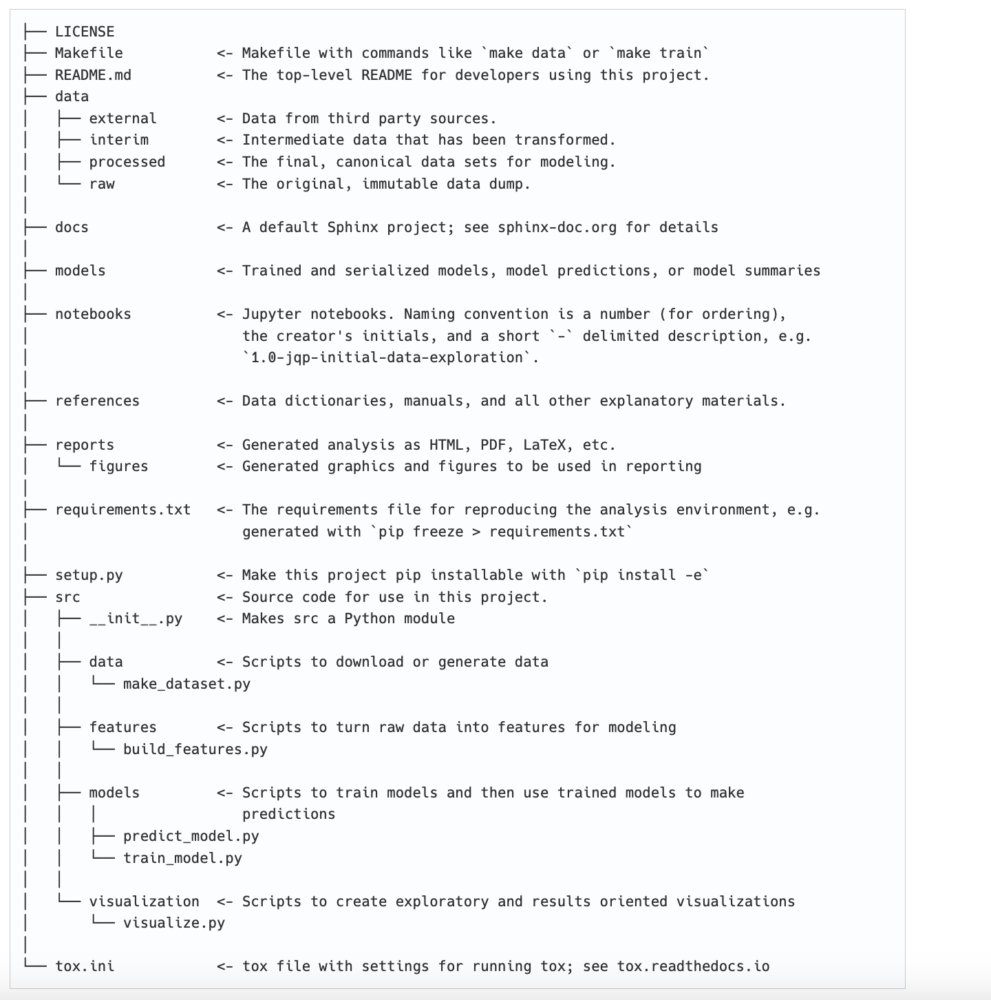 ├── LICENSE
├── Makefile           <- Makefile with commands like `make data` or `make train`
├── README.md          <- The top-level README for developers using this project.
├── data
│   ├── external       <- Data from third party sources.
│   ├── interim        <- Intermediate data that has been transformed.
│   ├── processed      <- The final, canonical data sets for modeling.
│   └── raw            <- The original, immutable data dump.
│
├── docs               <- A default Sphinx project; see sphinx-doc.org for details
│
├── models             <- Trained and serialized models, model predictions, or model summaries
│
├── notebooks          <- Jupyter notebooks. Naming convention is a number (for ordering),
│                         the creator's initials, and a short `-` delimited description, e.g.
│                         `1.0-jqp-initial-data-exploration`.
│
├── references         <- Data dictionaries, manuals, and all other explanatory materials.
│
├── reports            <- Generated analysis as HTML, PDF, LaTeX, etc.
│   └── figures        <- Generated graphics and figures to be used in reporting
│
├── requirements.txt   <- The requirements file for reproducing the analysis environment, e.g.
│                         generated with `pip freeze > requirements.txt`
│
├── setup.py           <- Make this project pip installable with `pip install -e`
├── src                <- Source code for use in this project.
│   ├── __init__.py    <- Makes src a Python module
│   │
│   ├── data           <- Scripts to download or generate data
│   │   └── make_dataset.py
│   │
│   ├── features       <- Scripts to turn raw data into features for modeling
│   │   └── build_features.py
│   │
│   ├── models         <- Scripts to train models and then use trained models to make
│   │   │                 predictions
│   │   ├── predict_model.py
│   │   └── train_model.py
│   │
│   └── visualization  <- Scripts to create exploratory and results oriented visualizations
│       └── visualize.py
│
└── tox.ini            <- tox file with settings for running tox; see tox.readthedocs.io